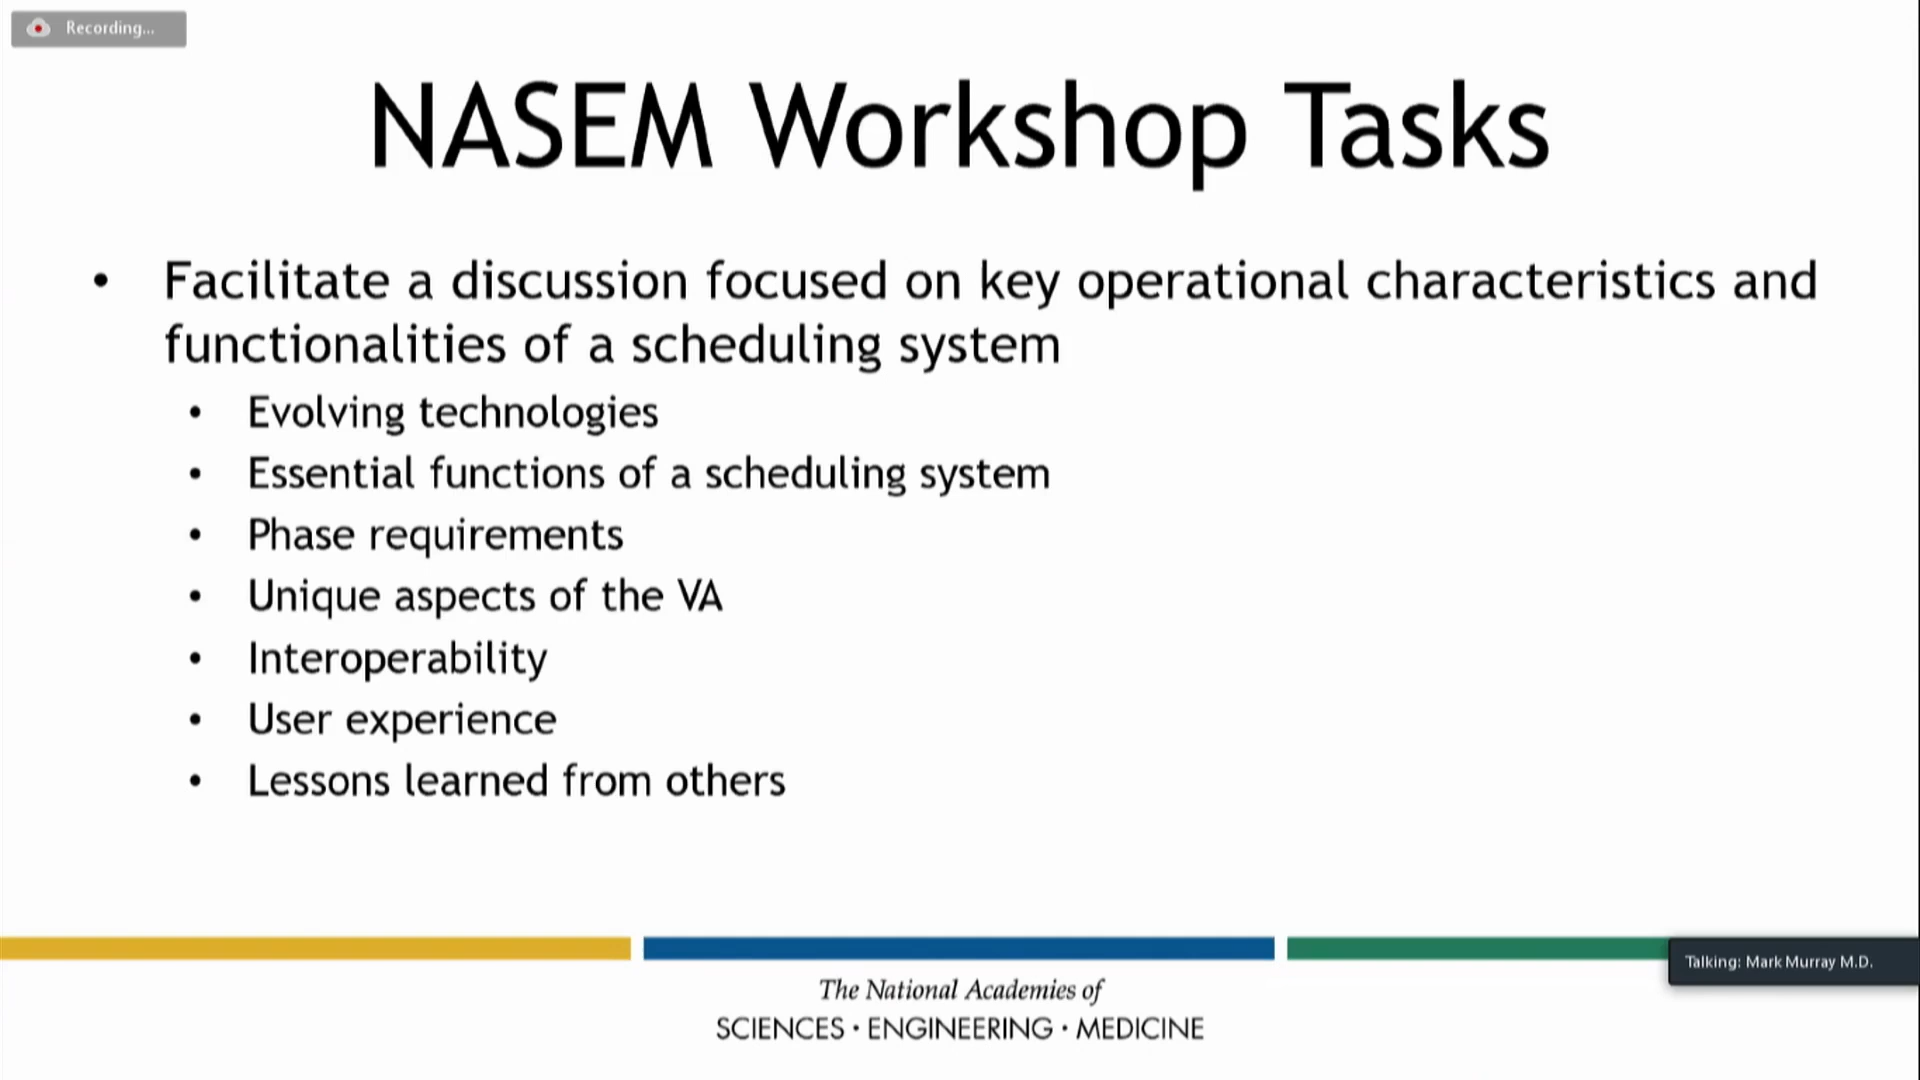 Recording...
NASEM Workshop Tasks
• Facilitate a discussion focused on key operational characteristics and
functionalities of a scheduling system
• Evolving technologies
• Essential functions of a scheduling system
• Phase requirements
• Unique aspects of the VA
• Interoperability
• User experience
• Lessons learned from others
Talking: Mark Murray M.D.
The National Academies of
SCIENCES • ENGINEERING • MEDICINE